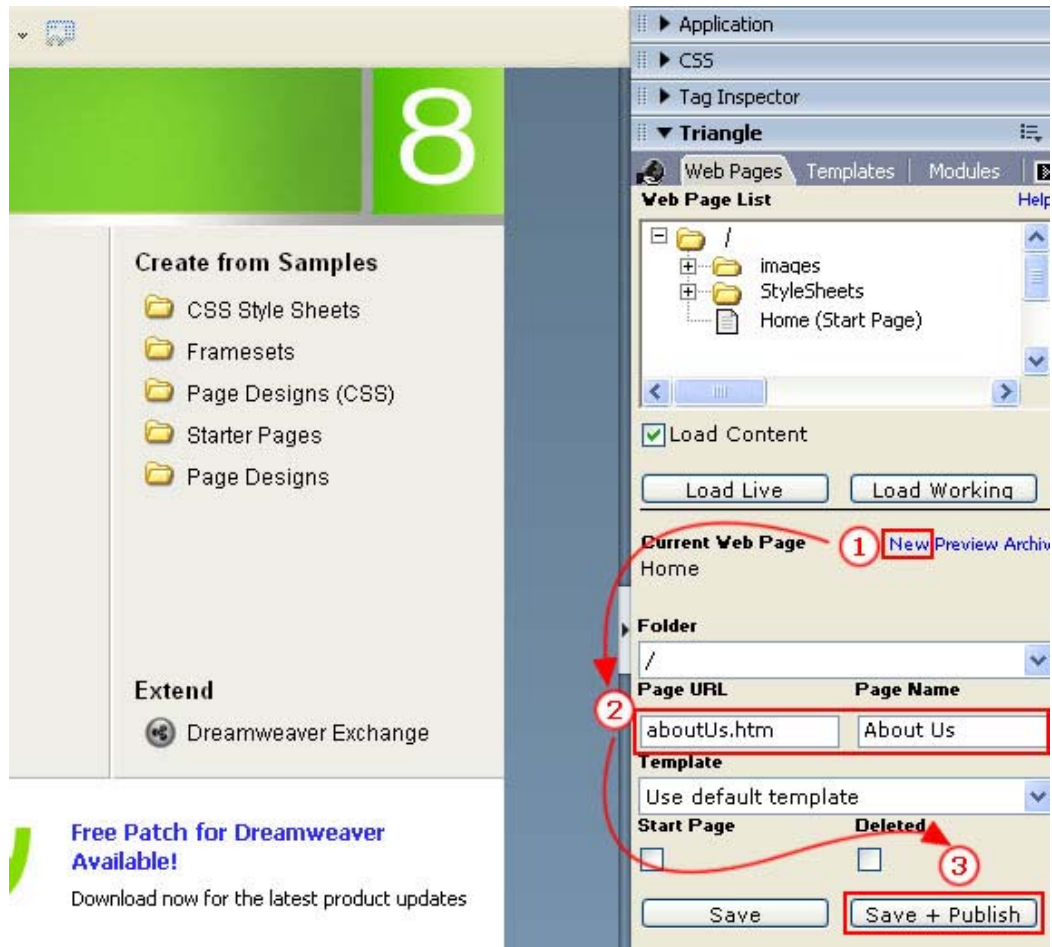 8
Create from Samples
CSS Style Sheets
Framesets
Page Designs (CSS)
Starter Pages
Page Designs
Extend
Dreamweaver Exchange
Free Patch for Dreamweaver
Available!
Download now for the latest product updates
Application
CSS
Tag Inspector
Triangle
Web Pages Templates Modules
Web Page List Help
/
images
StyleSheets
Home (Start Page)
Load Content
Load Live Load Working
Current Web Page 1 New Preview Archiv
Home
Folder
/
Page URL Page Name
2 aboutUs.htm About Us
Template
Use default template
Start Page Deleted
3
Save Save + Publish